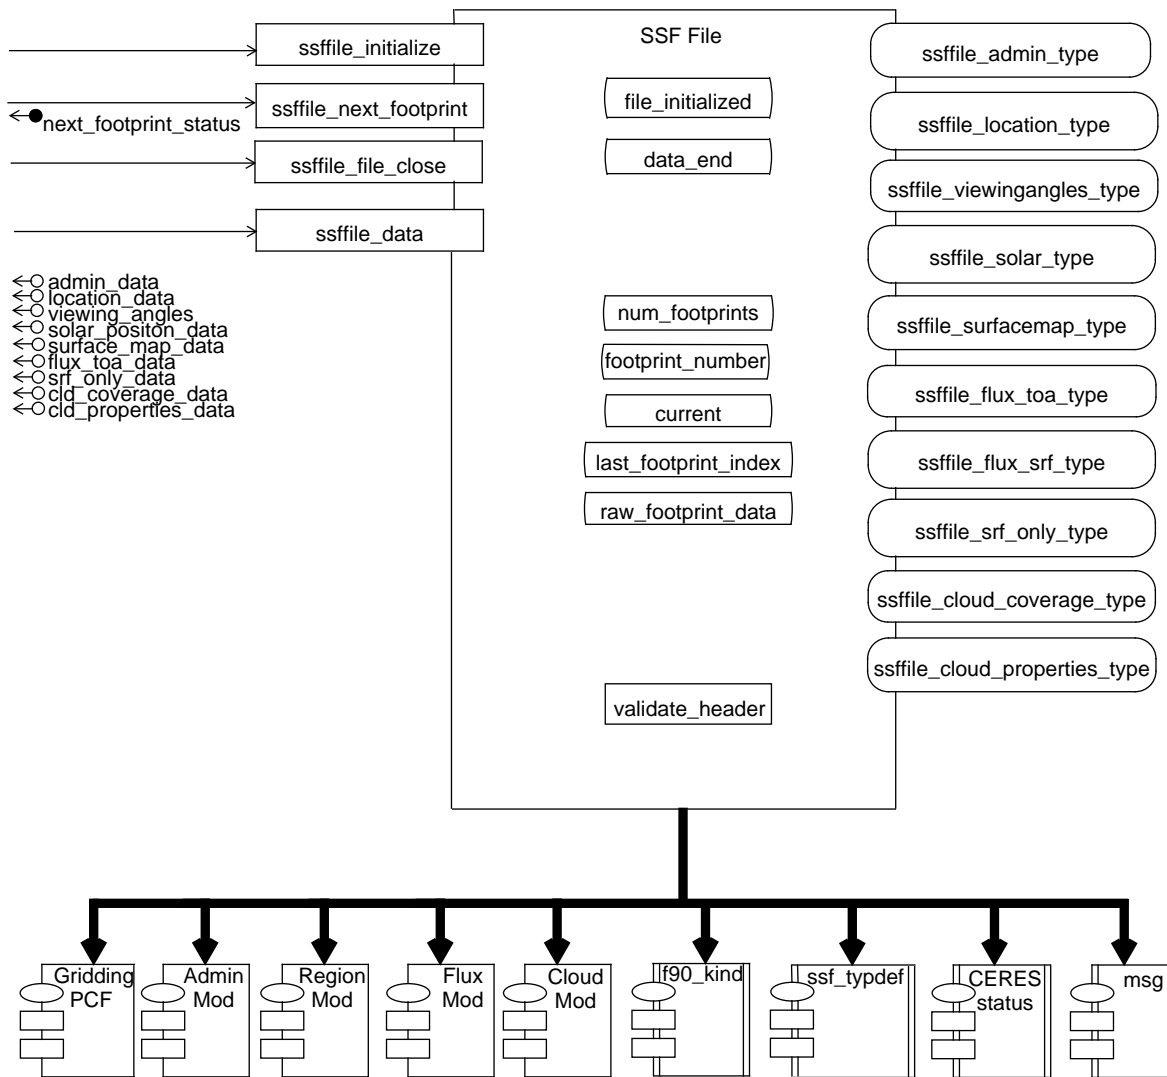 SSF File
ssffile_initialize
ssffile_next_footprint
next_footprint_status
ssffile_file_close
ssffile_data
admin_data
location_data
viewing_angles
solar_positon_data
surface_map_data
flux_toa_data
srf_only_data
cld_coverage_data
cld_properties_data
file_initialized
data_end
num_footprints
footprint_number
current
last_footprint_index
raw_footprint_data
validate_header
ssffile_admin_type
ssffile_location_type
ssffile_viewingangles_type
ssffile_solar_type
ssffile_surfacemap_type
ssffile_flux_toa_type
ssffile_flux_srf_type
ssffile_srf_only_type
ssffile_cloud_coverage_type
ssffile_cloud_properties_type
Gridding
PCF
Admin
Mod
Region
Mod
Flux
Mod
Cloud
Mod
f90_kind
ssf_typdef
CERES
status
msg